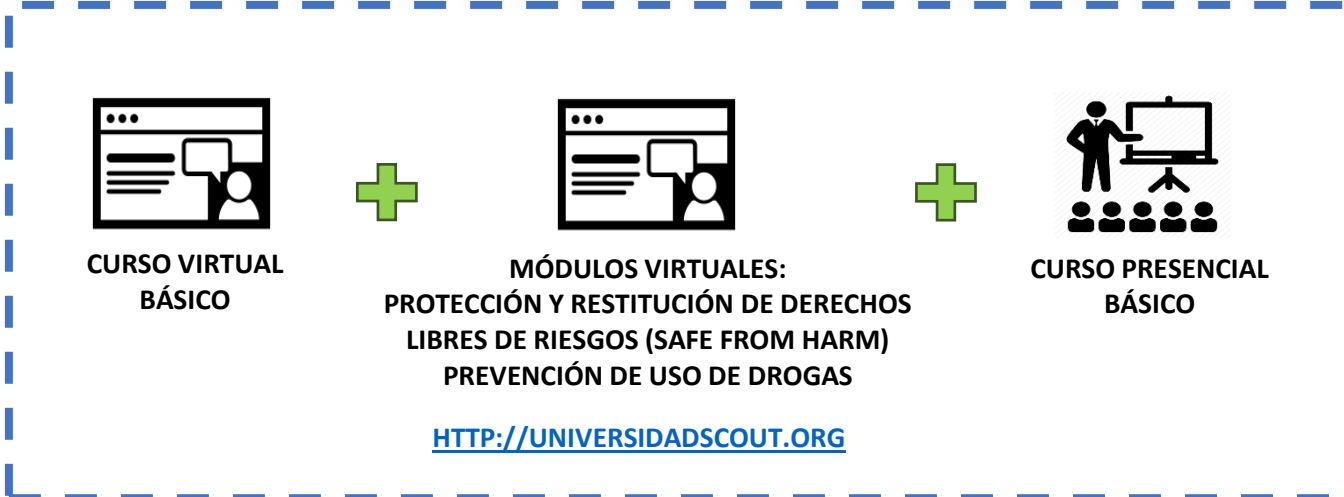 CURSO VIRTUAL
BÁSICO
MÓDULOS VIRTUALES:
PROTECCIÓN Y RESTITUCIÓN DE DERECHOS
LIBRES DE RIESGOS (SAFE FROM HARM)
PREVENCIÓN DE USO DE DROGAS
HTTP://UNIVERSIDADSCOUT.ORG
CURSO PRESENCIAL
BÁSICO